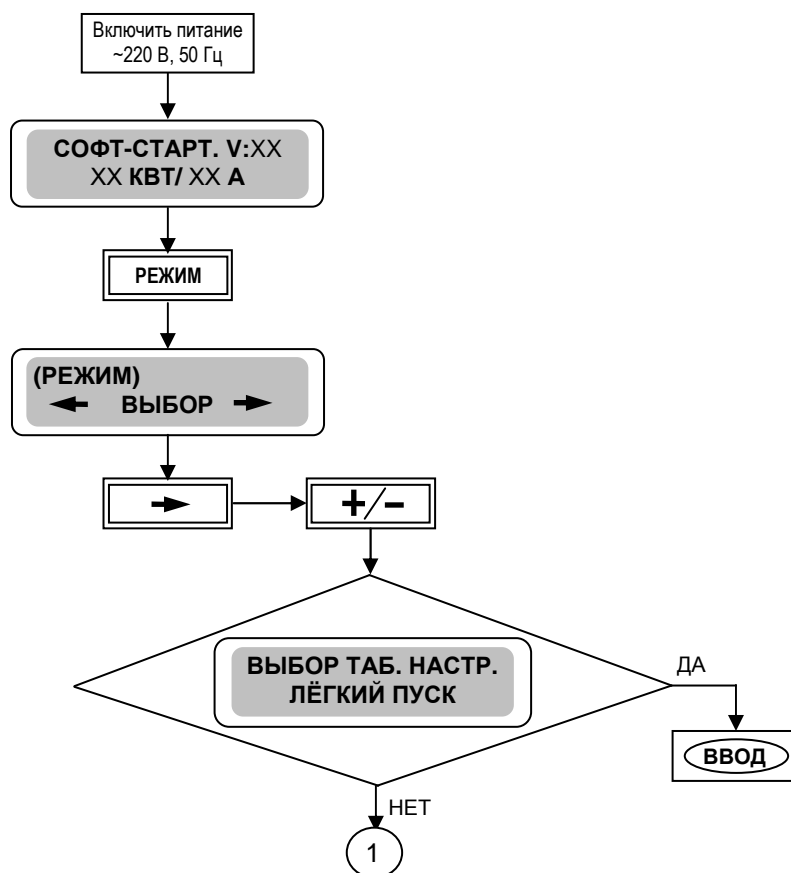 Включить питание
~220 В, 50 Гц
СОФТ-СТАРТ. V:XX
XX КВТ/ XX А
РЕЖИМ
(РЕЖИМ)
← ВЫБОР →
→
+/−
ВЫБОР ТАБ. НАСТР.
ЛЁГКИЙ ПУСК
ДА
ВВОД
НЕТ
1